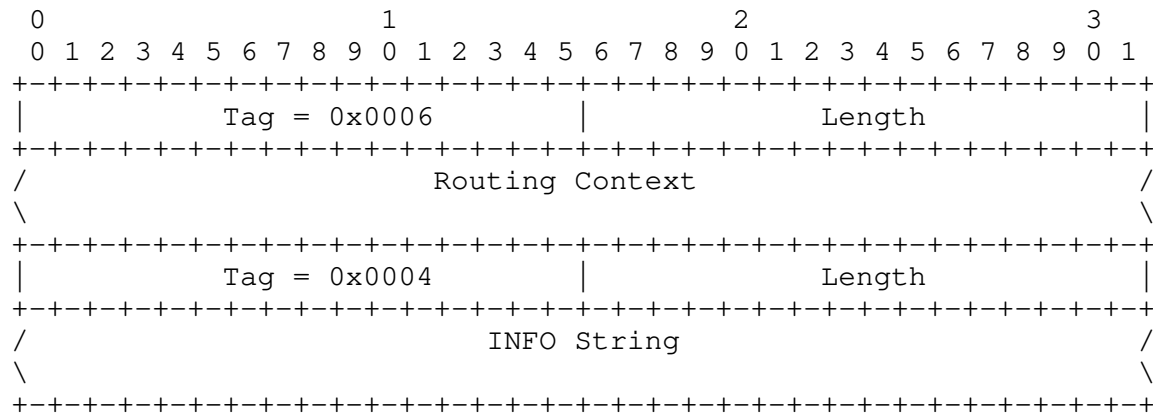 0                   1                   2                   3
 0 1 2 3 4 5 6 7 8 9 0 1 2 3 4 5 6 7 8 9 0 1 2 3 4 5 6 7 8 9 0 1
+-+-+-+-+-+-+-+-+-+-+-+-+-+-+-+-+-+-+-+-+-+-+-+-+-+-+-+-+-+-+-+-+
|          Tag = 0x0006         |            Length             |
+-+-+-+-+-+-+-+-+-+-+-+-+-+-+-+-+-+-+-+-+-+-+-+-+-+-+-+-+-+-+-+-+
/                       Routing Context                         /
\                                                               \
+-+-+-+-+-+-+-+-+-+-+-+-+-+-+-+-+-+-+-+-+-+-+-+-+-+-+-+-+-+-+-+-+
|          Tag = 0x0004         |            Length             |
+-+-+-+-+-+-+-+-+-+-+-+-+-+-+-+-+-+-+-+-+-+-+-+-+-+-+-+-+-+-+-+-+
/                          INFO String                          /
\                                                               \
+-+-+-+-+-+-+-+-+-+-+-+-+-+-+-+-+-+-+-+-+-+-+-+-+-+-+-+-+-+-+-+-+